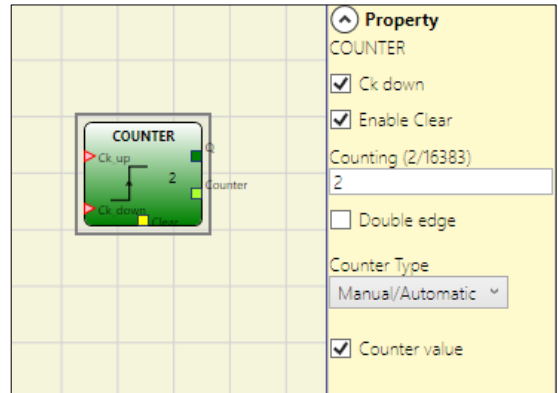 COUNTER
Ck_up
Q
2
Counter
Ck_down
Clear
Property
COUNTER
Ck down
Enable Clear
Counting (2/16383)
2
Double edge
Counter Type
Manual/Automatic
Counter value